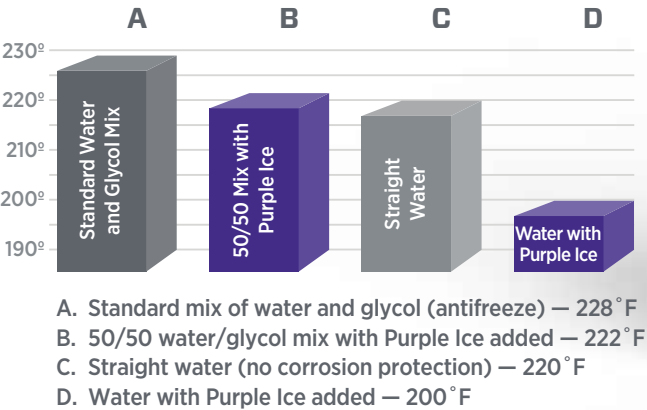 A B C D
230º
220º
210º
200º
190º
Standard Water
and Glycol Mix
50/50 Mix with
Purple Ice
Straight
Water
Water with
Purple Ice
A. Standard mix of water and glycol (antifreeze) — 228˚F
B. 50/50 water/glycol mix with Purple Ice added — 222˚F
C. Straight water (no corrosion protection) — 220˚F
D. Water with Purple Ice added — 200˚F